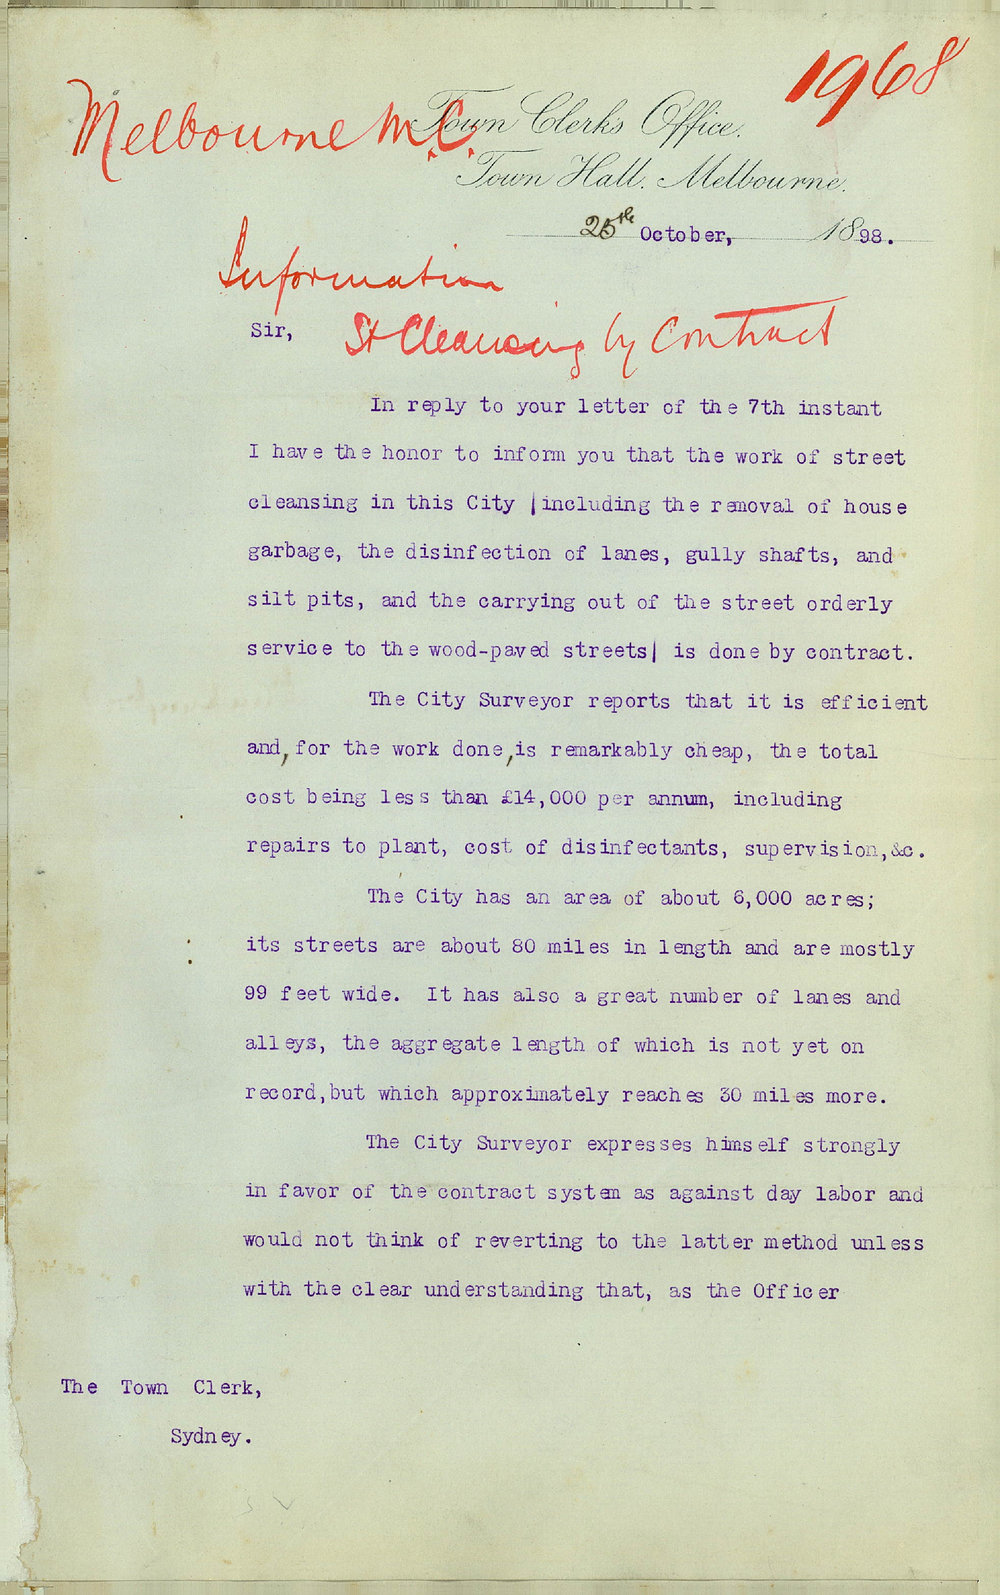 1968
Melbourne M.C.
Town Clerk's Office.
Town Hall. Melbourne.
25th October, 1898.
Information
Sir,
St Cleansing by Contract
In reply to your letter of the 7th instant
I have the honor to inform you that the work of street
cleansing in this City |including the removal of house
garbage, the disinfection of lanes, gully shafts, and
silt pits, and the carrying out of the street orderly
service to the wood-paved streets| is done by contract.
The City Surveyor reports that it is efficient
and, for the work done, is remarkably cheap, the total
cost being less than £14,000 per annum, including
repairs to plant, cost of disinfectants, supervision,&c.
The City has an area of about 6,000 acres;
its streets are about 80 miles in length and are mostly
99 feet wide. It has also a great number of lanes and
alleys, the aggregate length of which is not yet on
record,but which approximately reaches 30 miles more.
The City Surveyor expresses himself strongly
in favor of the contract system as against day labor and
would not think of reverting to the latter method unless
with the clear understanding that, as the Officer
The Town Clerk,
Sydney.